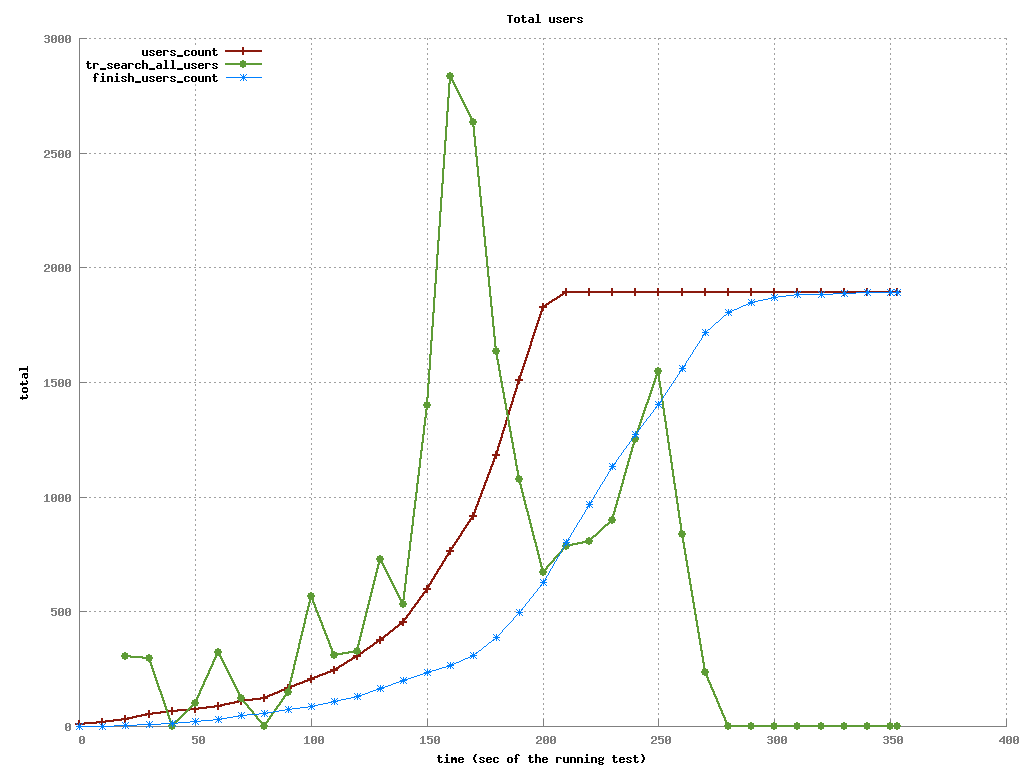 Total users
users_count
tr_search_all_users
finish_users_count
3000
2500
2000
1500
1000
500
0
total
0 50 100 150 200 250 300 350 400
time (sec of the running test)